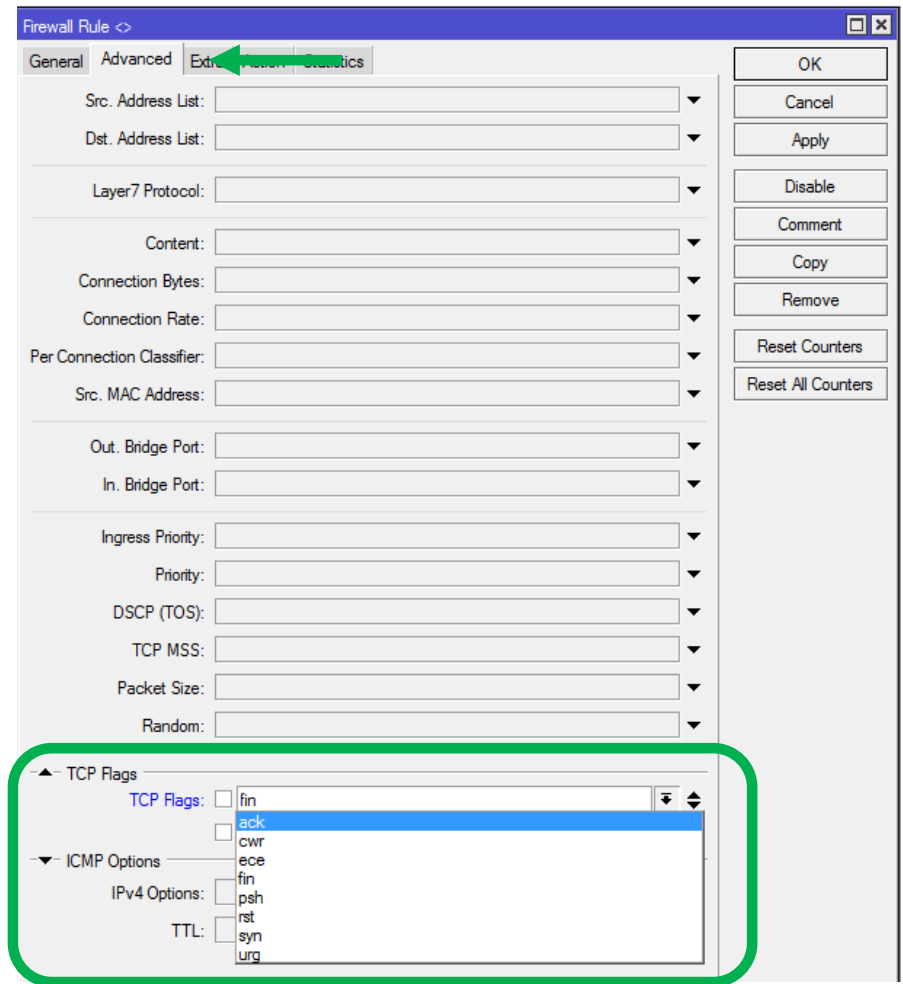 Firewall Rule <>
General Advanced Extra Action Statistics
Src. Address List:
Dst. Address List:
Layer7 Protocol:
Content:
Connection Bytes:
Connection Rate:
Per Connection Classifier:
Src. MAC Address:
Out. Bridge Port:
In. Bridge Port:
Ingress Priority:
Priority:
DSCP (TOS):
TCP MSS:
Packet Size:
Random:
TCP Flags
TCP Flags: fin
ack
cwr
ece
fin
psh
rst
syn
urg
ICMP Options
IPv4 Options:
TTL:
OK
Cancel
Apply
Disable
Comment
Copy
Remove
Reset Counters
Reset All Counters